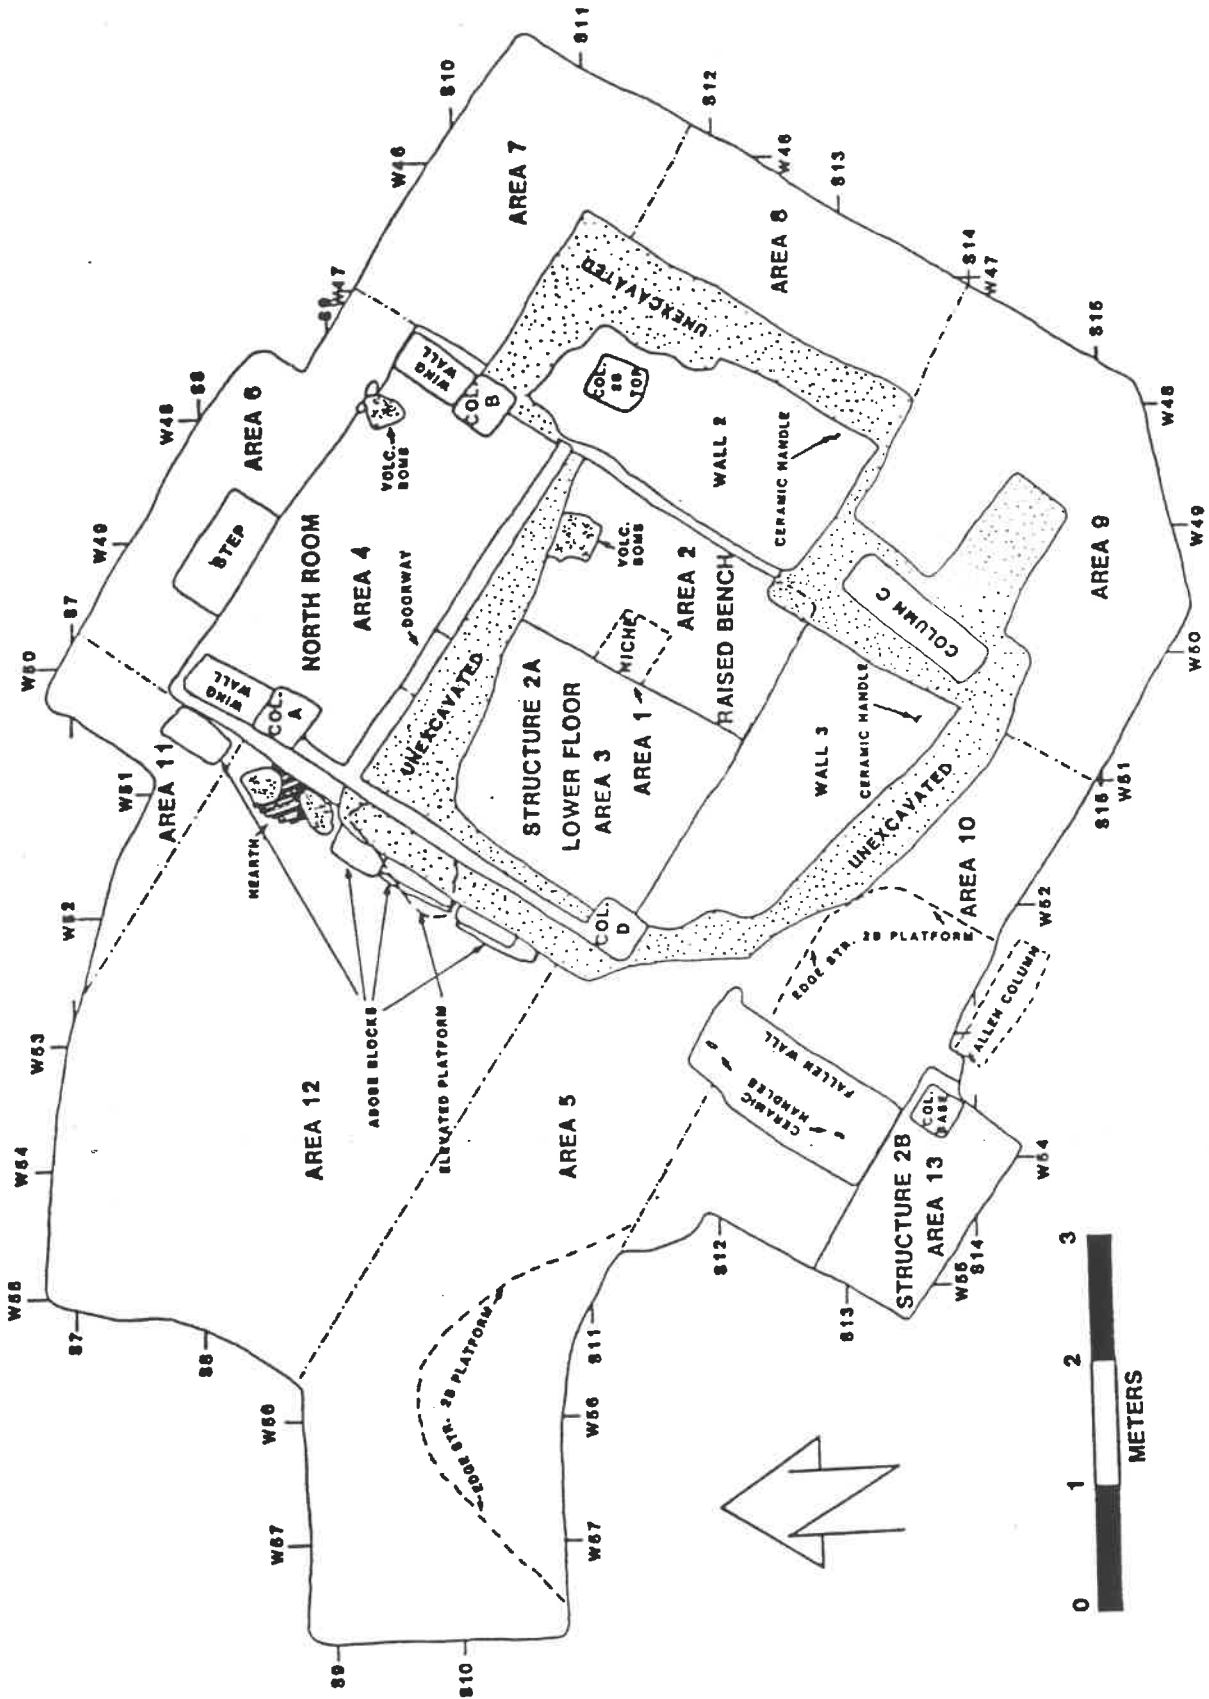 S7
S8
S9
S10
W57
W56
W55
W54
W53
W52
W51
W50
S7
W49
W48
S8
S9
W47
W46
S10
S11
S12
W46
S13
S14
W47
S15
W48
W49
W50
W51
W52
W54
S14
W55
S13
S12
S11
W56
W57
AREA 12
AREA 11
AREA 6
AREA 7
AREA 8
AREA 9
AREA 10
AREA 5
STEP
NORTH ROOM
AREA 4
DOORWAY
WING
WALL
COL.
A
WING
WALL
COL.
B
VOLC.
BOMB
HEARTH
ADOBE BLOCKS
ELEVATED PLATFORM
UNEXCAVATED
UNEXCAVATED
UNEXCAVATED
STRUCTURE 2A
LOWER FLOOR
AREA 3
AREA 1
NICHE
AREA 2
RAISED BENCH
VOLC.
BOMB
WALL 2
COL.
2B
TOP
CERAMIC HANDLE
COLUMN C
WALL 3
CERAMIC HANDLE
COL.
D
EDGE STR. 2B PLATFORM
EDGE STR. 2B PLATFORM
FALLEN WALL
CERAMIC
HANDLES
ALLEN COLUMN
COL.
BASE
STRUCTURE 2B
AREA 13
0 1 2 3
METERS